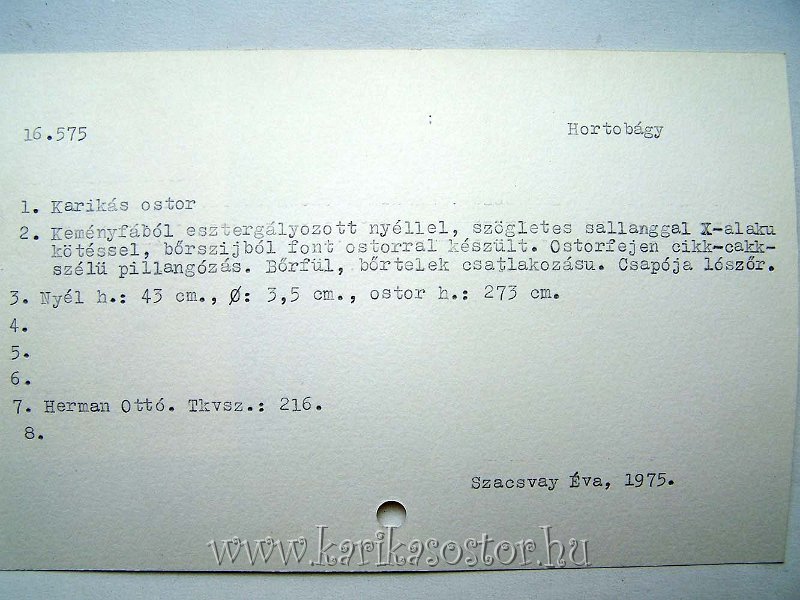 16.575 Hortobágy
1. Karikás ostor
2. Keményfából esztergályozott nyéllel, szögletes sallanggal X-alaku
kötéssel, bőrszijból font ostorral készült. Ostorfejen cikk-cakk-
szélü pillangózás. Bőrfül, bőrtelek csatlakozásu. Csapója lószőr.
3. Nyél h.: 43 cm., Ø: 3,5 cm., ostor h.: 273 cm.
4.
5.
6.
7. Herman Ottó. Tkvsz.: 216.
8.
Szacsvay Éva, 1975.
www.karikasostor.hu